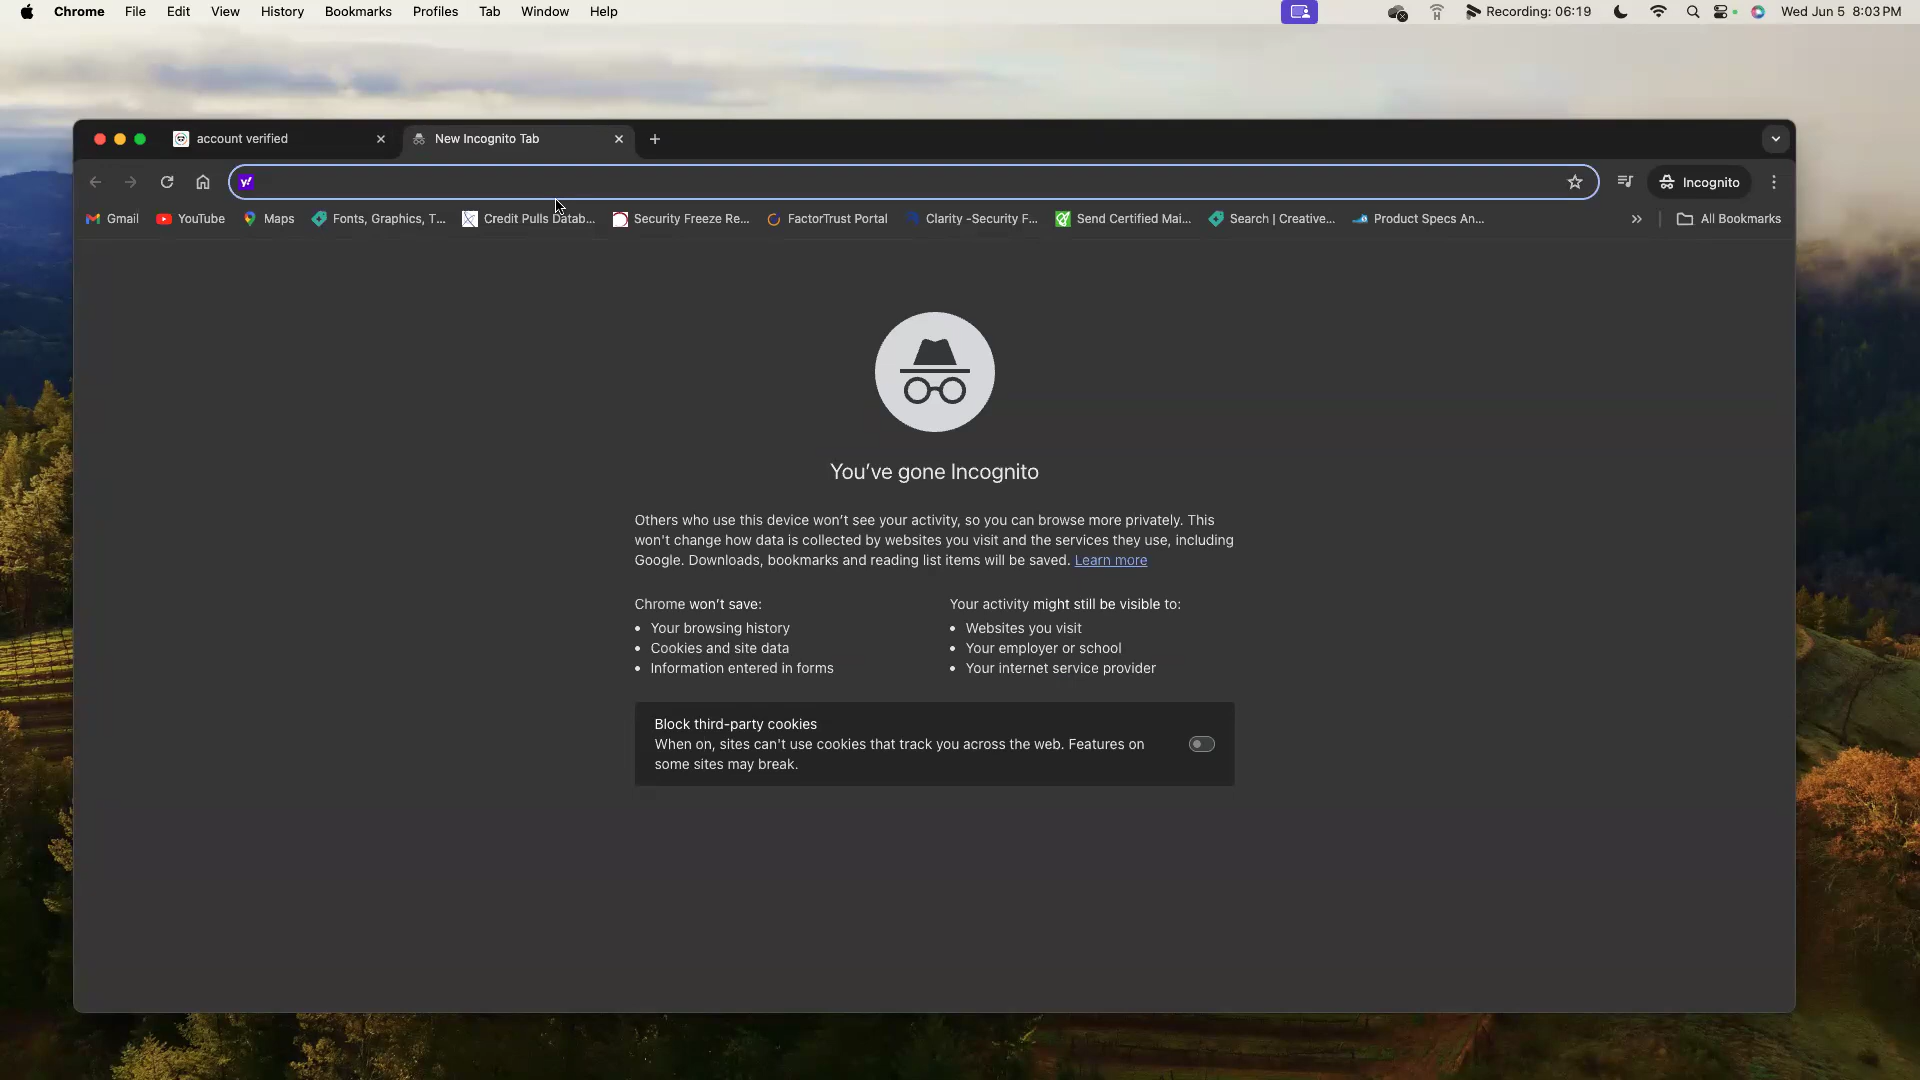 Chrome File Edit View History Bookmarks Profiles Tab Window Help Recording: 06:19 Wed Jun 5 8:03 PM
account verified New Incognito Tab
y! Incognito
Gmail YouTube Maps Fonts, Graphics, T... Credit Pulls Datab... Security Freeze Re... FactorTrust Portal Clarity -Security F... Send Certified Mai... Search | Creative... Product Specs An... » All Bookmarks
You've gone Incognito
Others who use this device won't see your activity, so you can browse more privately. This
won't change how data is collected by websites you visit and the services they use, including
Google. Downloads, bookmarks and reading list items will be saved. Learn more
Chrome won't save:
• Your browsing history
• Cookies and site data
• Information entered in forms
Your activity might still be visible to:
• Websites you visit
• Your employer or school
• Your internet service provider
Block third-party cookies
When on, sites can't use cookies that track you across the web. Features on
some sites may break.